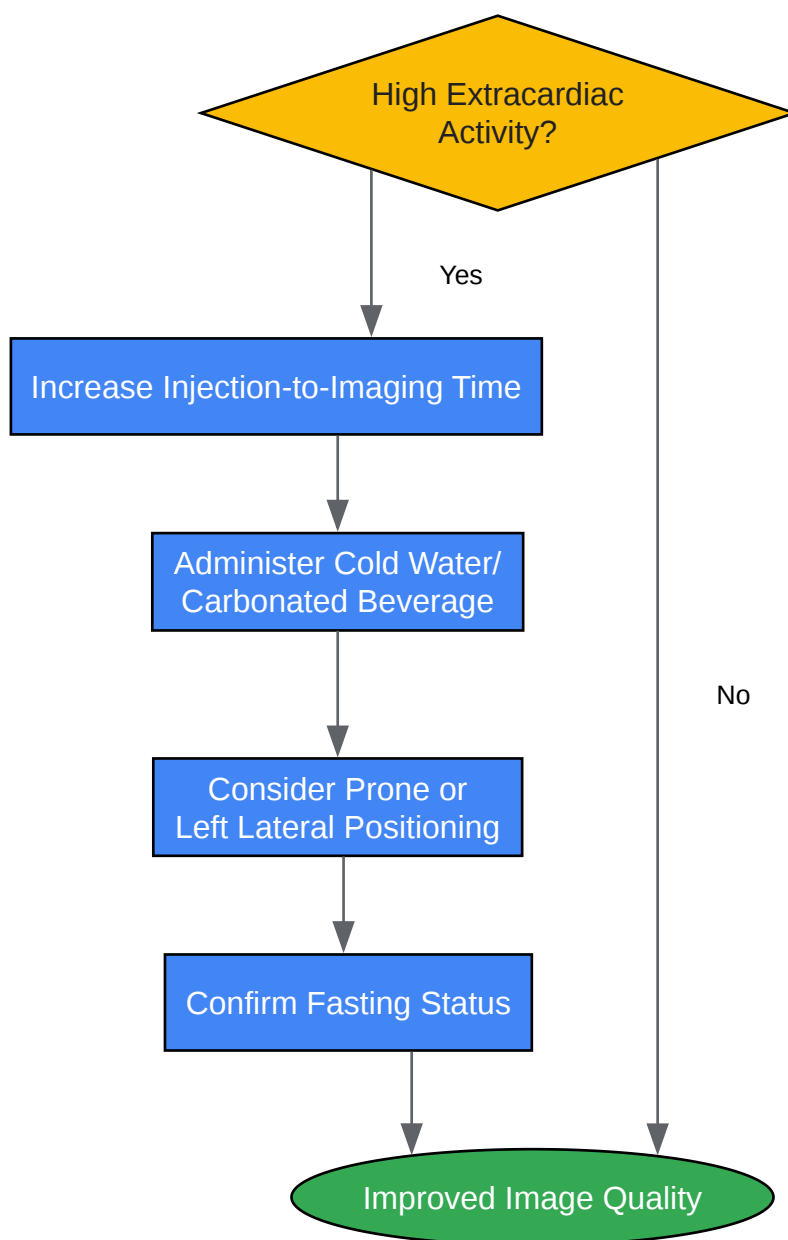 High Extracardiac
Activity?
Yes
Increase Injection-to-Imaging Time
Administer Cold Water/
Carbonated Beverage
No
Consider Prone or
Left Lateral Positioning
Confirm Fasting Status
Improved Image Quality